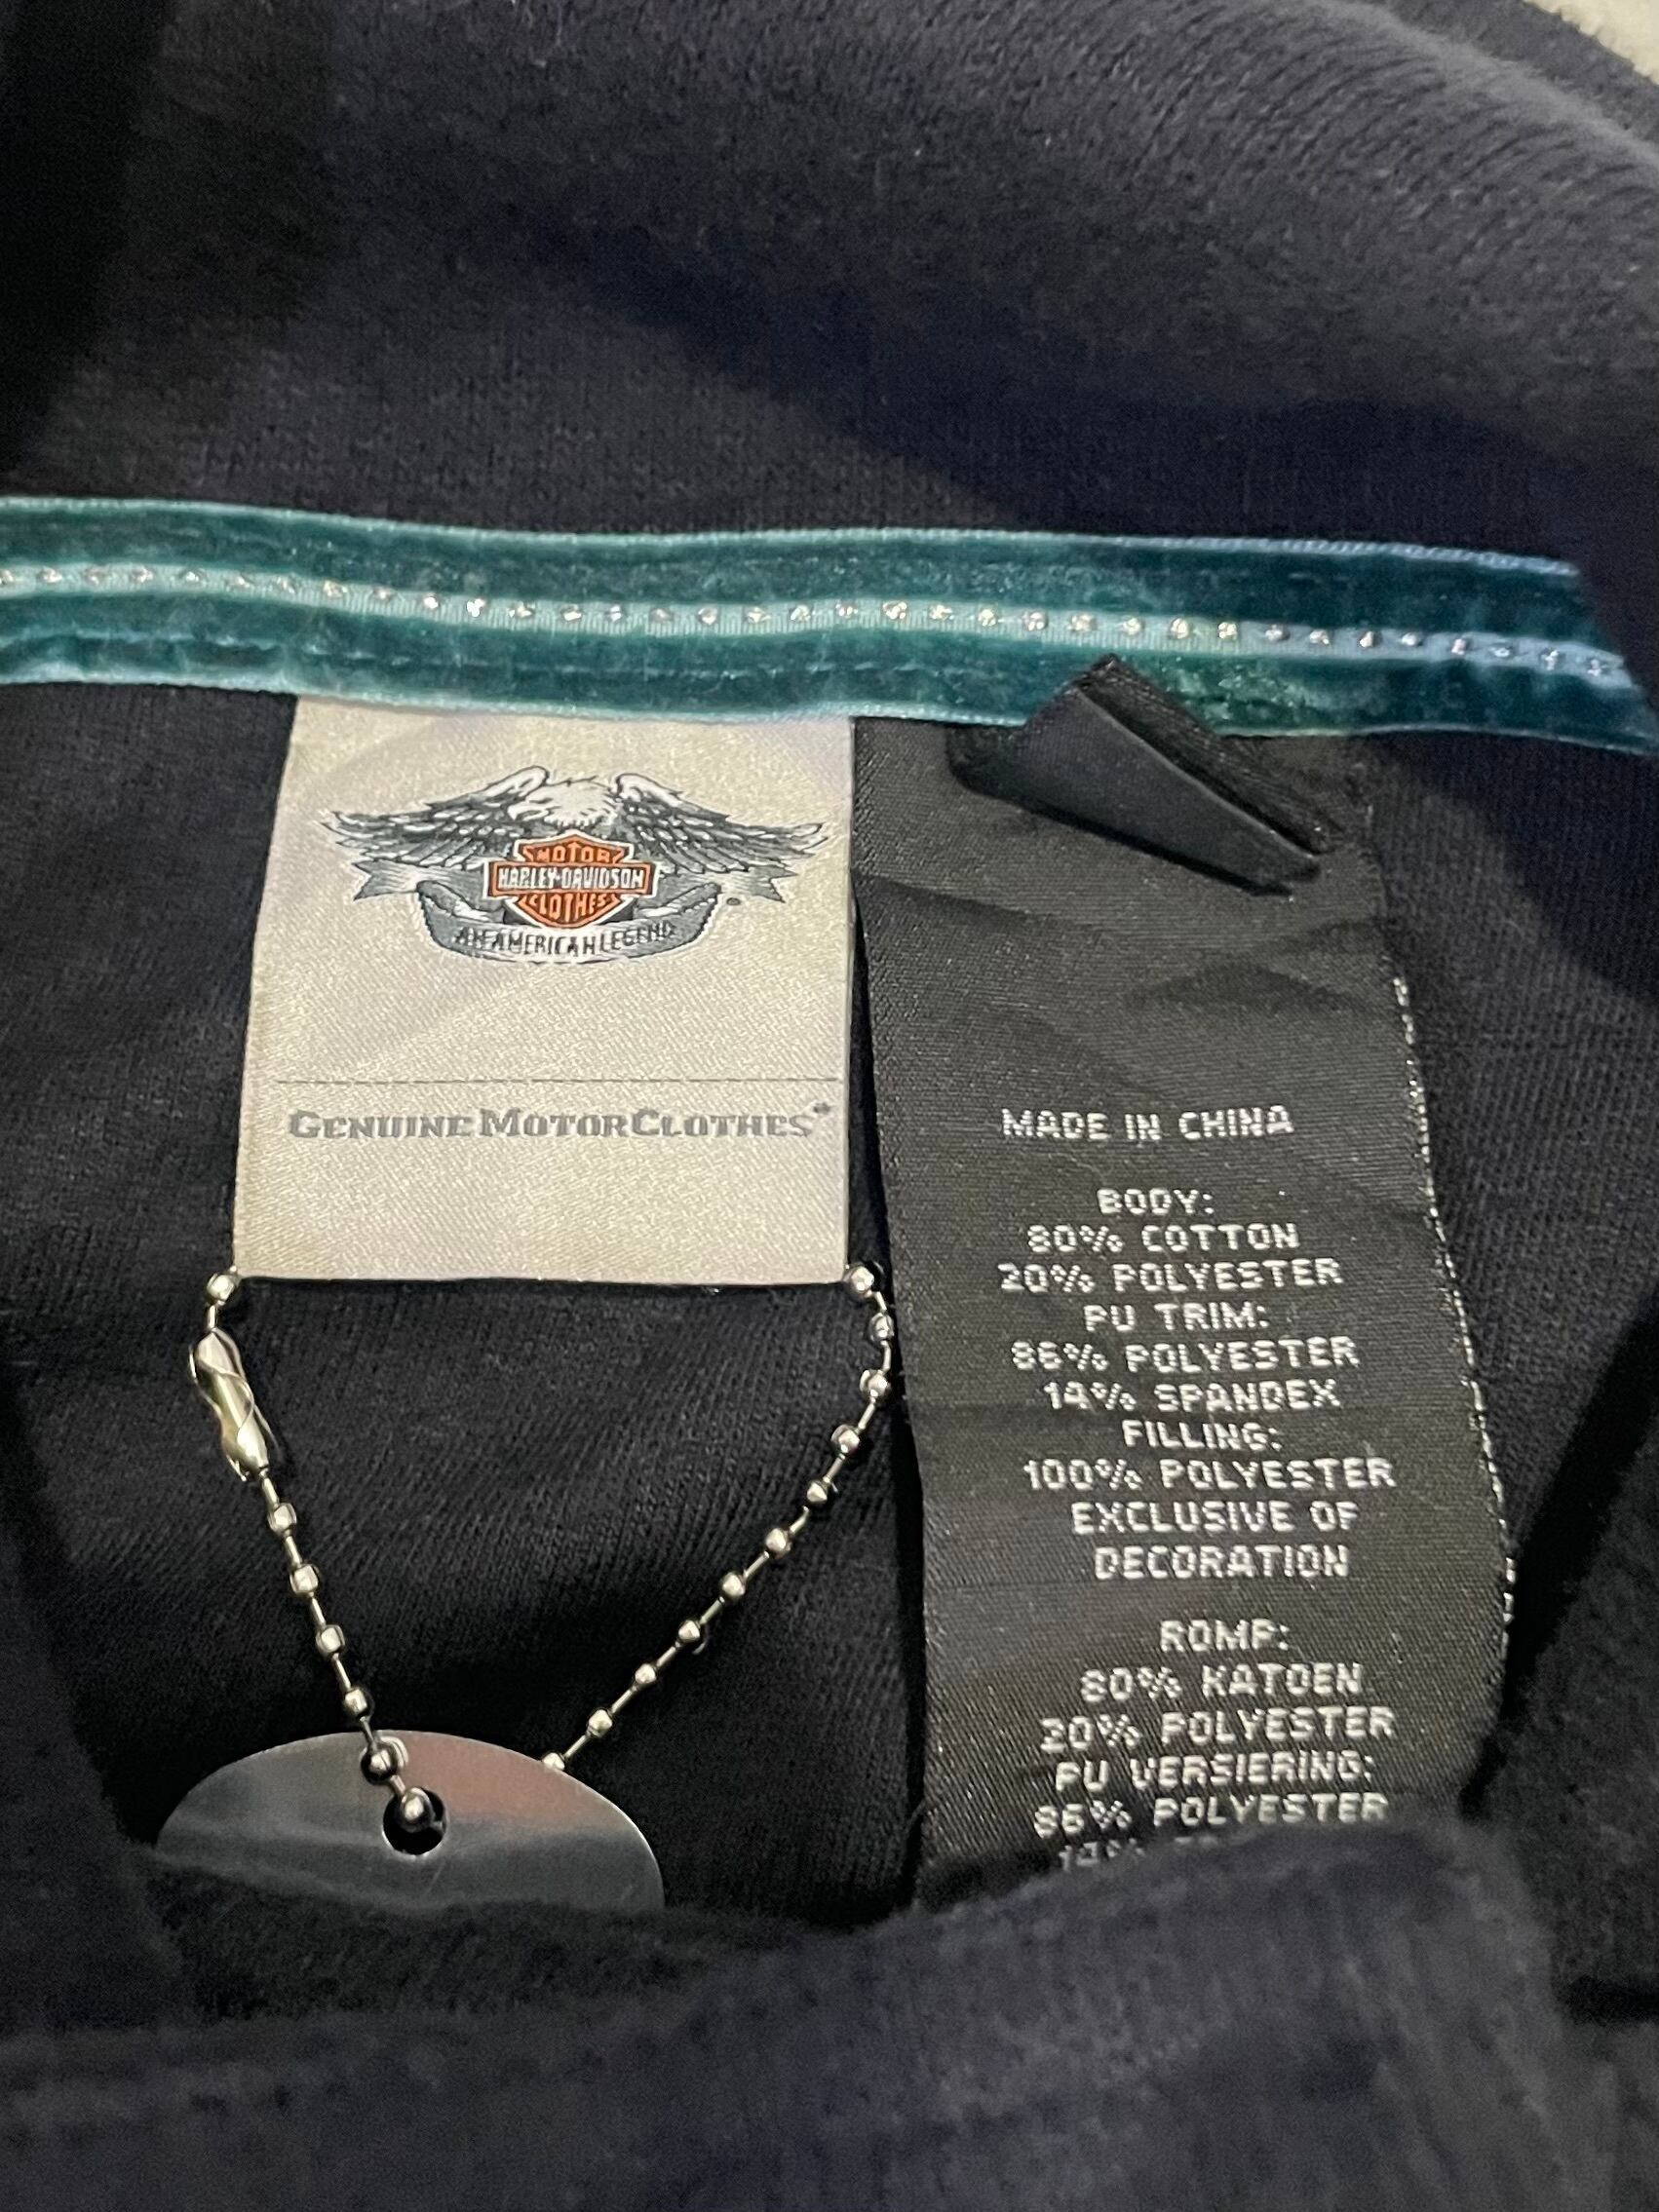 MOTOR
HARLEY-DAVIDSON
CLOTHES
AN AMERICAN LEGEND
GENUINE MOTORCLOTHES®
MADE IN CHINA
BODY:
80% COTTON
20% POLYESTER
PU TRIM:
86% POLYESTER
14% SPANDEX
FILLING:
100% POLYESTER
EXCLUSIVE OF
DECORATION
ROMP:
80% KATOEN
20% POLYESTER
PU VERSIERING:
86% POLYESTER
14%